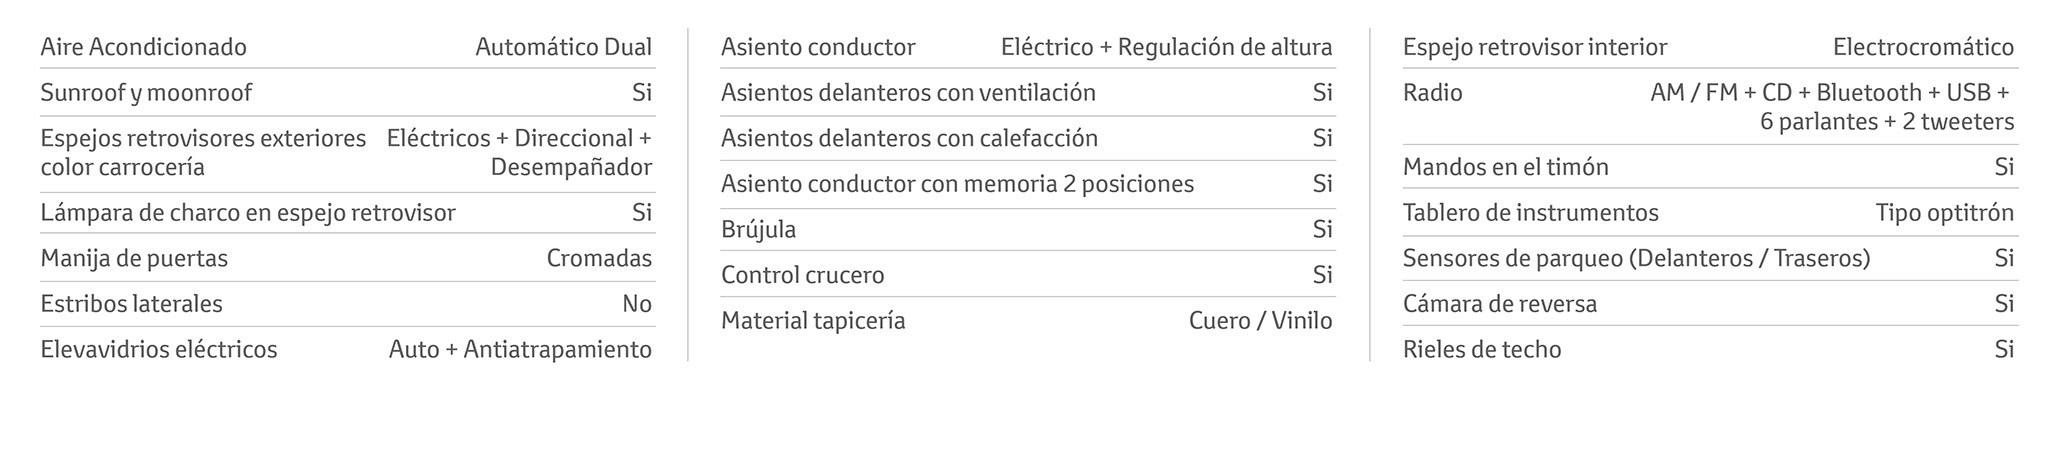 Aire Acondicionado Automático Dual
Sunroof y moonroof Si
Espejos retrovisores exteriores Eléctricos + Direccional +
color carrocería Desempañador
Lámpara de charco en espejo retrovisor Si
Manija de puertas Cromadas
Estribos laterales No
Elevavidrios eléctricos Auto + Antiatrapamiento
Asiento conductor Eléctrico + Regulación de altura
Asientos delanteros con ventilación Si
Asientos delanteros con calefacción Si
Asiento conductor con memoria 2 posiciones Si
Brújula Si
Control crucero Si
Material tapicería Cuero / Vinilo
Espejo retrovisor interior Electrocromático
Radio AM / FM + CD + Bluetooth + USB +
6 parlantes + 2 tweeters
Mandos en el timón Si
Tablero de instrumentos Tipo optitrón
Sensores de parqueo (Delanteros / Traseros) Si
Cámara de reversa Si
Rieles de techo Si